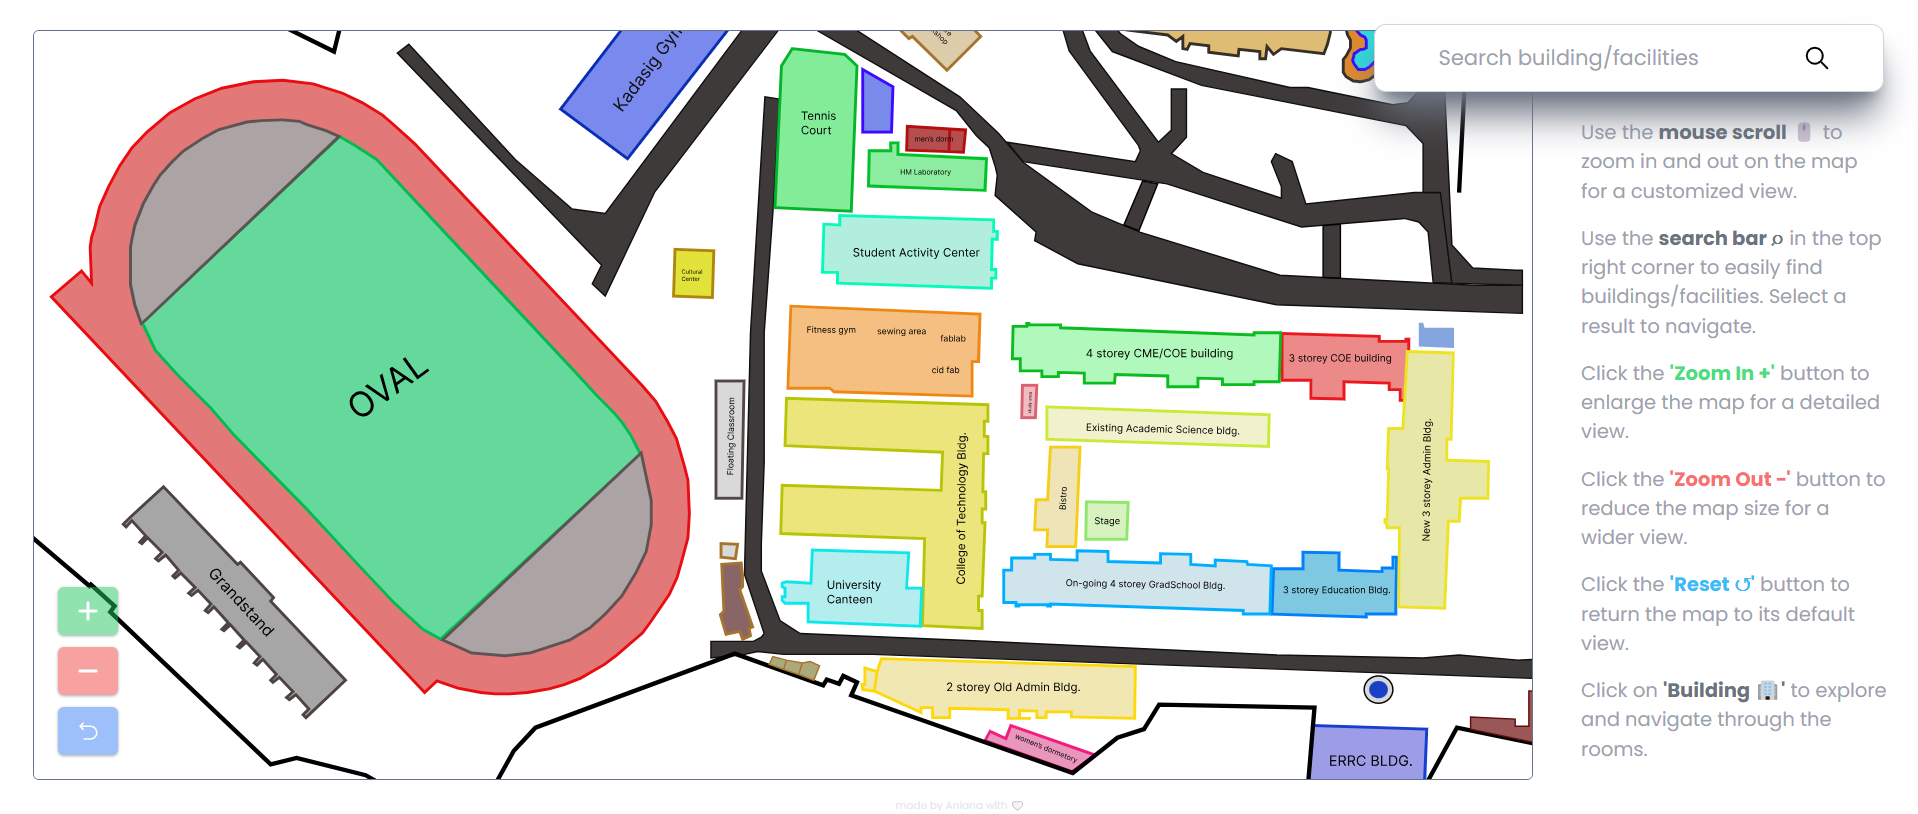 Search building/facilities
Kadasig Gym
Tennis
Court
men's dorm
HM Laboratory
Student Activity Center
Cultural
Center
Fitness gym
sewing area
fablab
cid fab
4 storey CME/COE building
3 storey COE building
study area
Existing Academic Science bldg.
OVAL
Floating Classroom
College of Technology Bldg.
Bistro
Stage
New 3 storey Admin Bldg.
University
Canteen
On-going 4 storey GradSchool Bldg.
3 storey Education Bldg.
Grandstand
2 storey Old Admin Bldg.
women's dormetory
ERRC BLDG.
Use the mouse scroll to
zoom in and out on the map
for a customized view.
Use the search bar in the top
right corner to easily find
buildings/facilities. Select a
result to navigate.
Click the 'Zoom In +' button to
enlarge the map for a detailed
view.
Click the 'Zoom Out -' button to
reduce the map size for a
wider view.
Click the 'Reset ↺' button to
return the map to its default
view.
Click on 'Building 🏢' to explore
and navigate through the
rooms.
made by Aniana with ♡